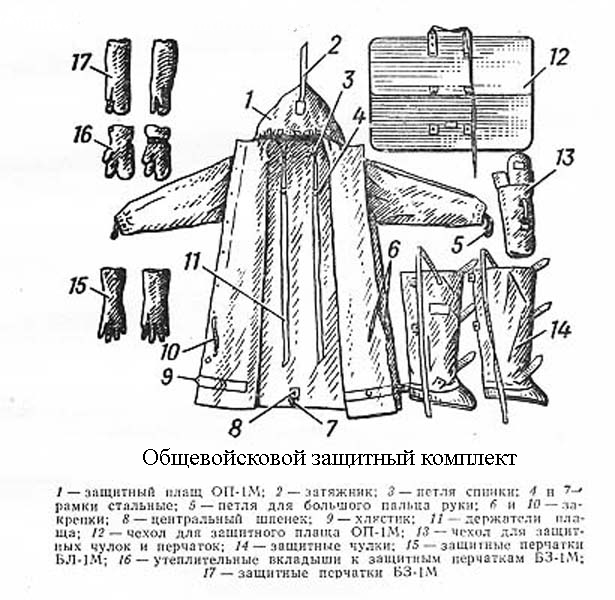 2
17
12
3
1
4
16
13
5
6
11
15
14
10
9
8
7
Общевойсковой защитный комплект
1 — защитный плащ ОП-1М; 2 — затяжник; 3 — петля спинки; 4 и 7—
рамки стальные; 5 — петля для большого пальца руки; 6 и 10 — за-
крепки; 8 — центральный шпенек; 9 — хлястик; 11 — держатели пла-
ща; 12 — чехол для защитного плаща ОП-1М; 13 — чехол для защит-
ных чулок и перчаток; 14 — защитные чулки; 15 — защитные перчатки
БЛ-1М; 16 — утеплительные вкладыши к защитным перчаткам БЗ-1М;
17 — защитные перчатки БЗ-1М